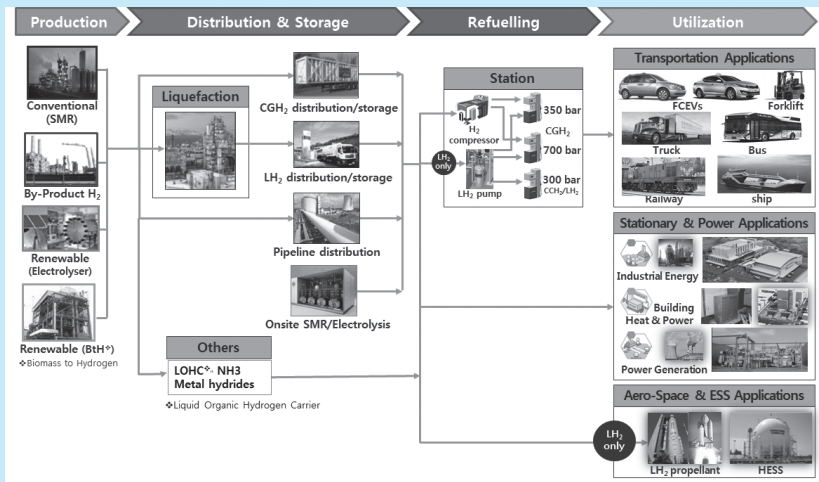 Production
Distribution & Storage
Refuelling
Utilization
Conventional
(SMR)
By-Product H₂
Renewable
(Electrolyser)
Renewable (BtH❖)
❖Biomass to Hydrogen
Liquefaction
CGH₂ distribution/storage
LH₂ distribution/storage
Pipeline distribution
Onsite SMR/Electrolysis
Others
LOHC❖, NH3
Metal hydrides
❖Liquid Organic Hydrogen Carrier
Station
H₂
compressor
LH₂
only
LH₂ pump
350 bar
CGH₂
700 bar
300 bar
CCH₂/LH₂
Transportation Applications
FCEVs
Forklift
Truck
Bus
Railway
ship
Stationary & Power Applications
Industrial Energy
Building
Heat & Power
Power Generation
Aero-Space & ESS Applications
LH₂
only
LH₂ propellant
HESS